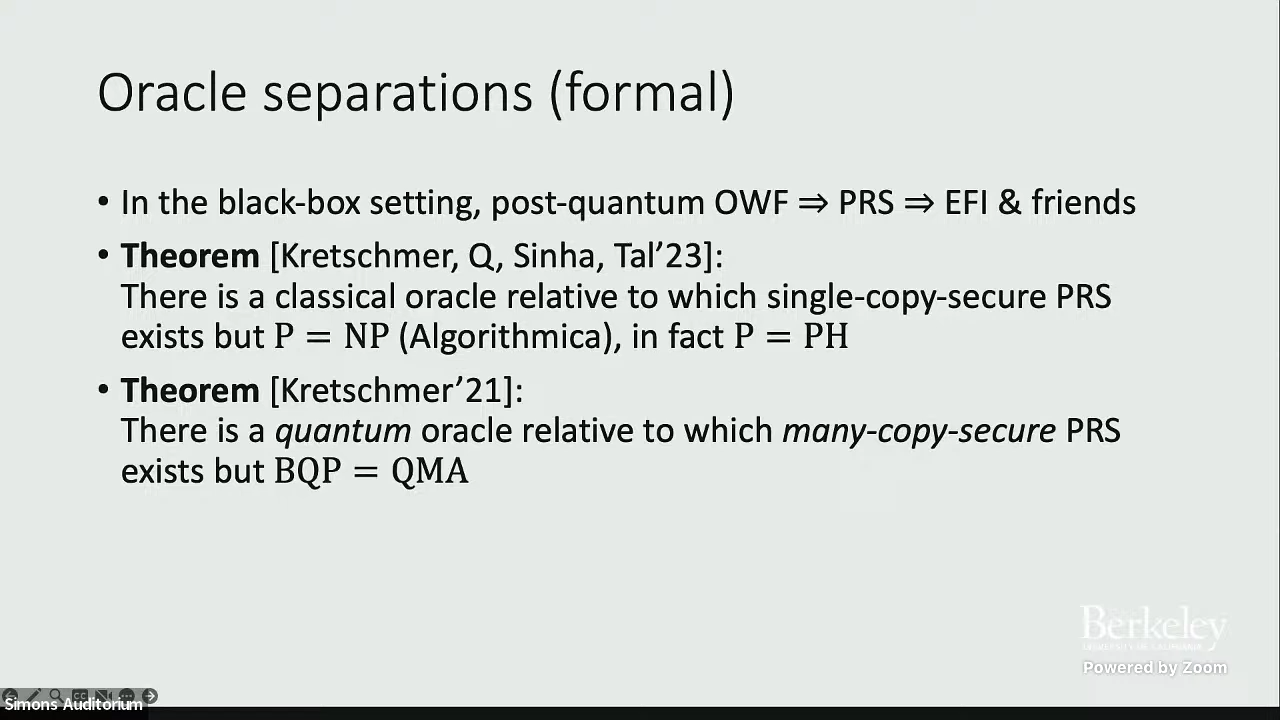 Oracle separations (formal)
• In the black-box setting, post-quantum OWF ⇒ PRS ⇒ EFI & friends
• Theorem [Kretschmer, Q, Sinha, Tal’23]:
There is a classical oracle relative to which single-copy-secure PRS
exists but P = NP (Algorithmica), in fact P = PH
• Theorem [Kretschmer’21]:
There is a quantum oracle relative to which many-copy-secure PRS
exists but BQP = QMA
Berkeley
UNIVERSITY OF CALIFORNIA
Powered by Zoom
Simons Auditorium